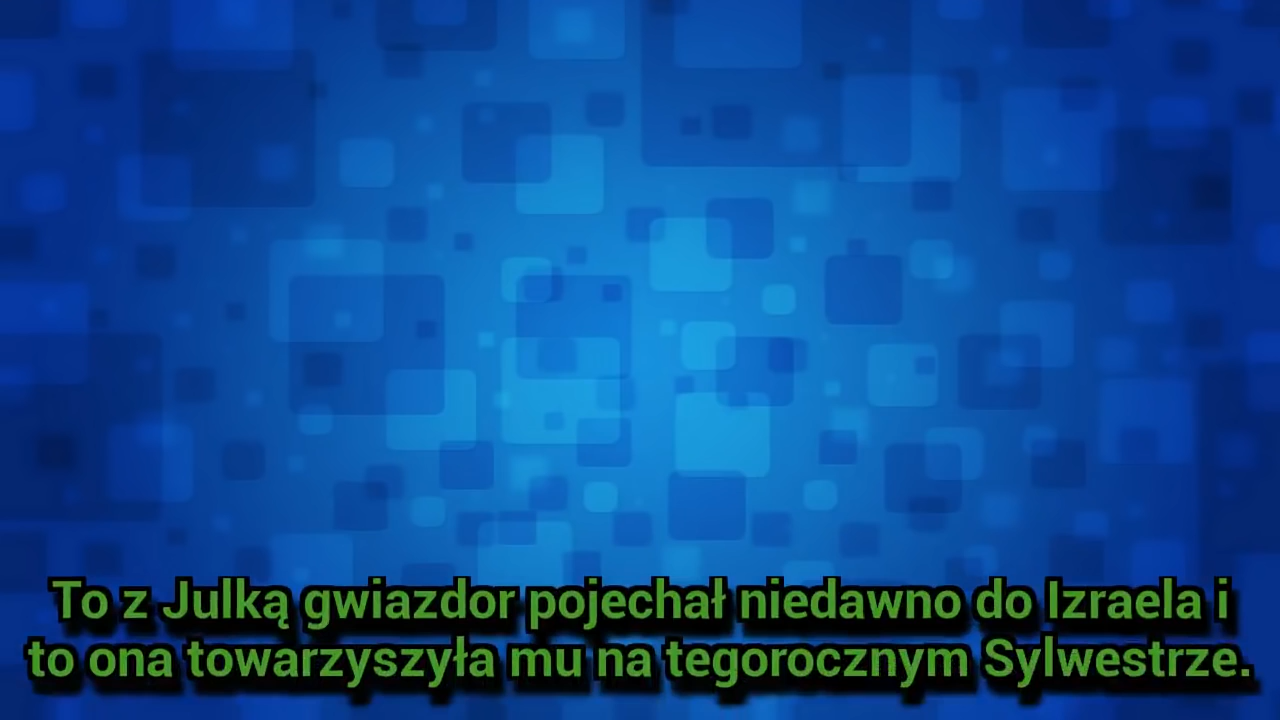 To z Julką gwiazdor pojechał niedawno do Izraela i
to ona towarzyszyła mu na tegorocznym Sylwestrze.